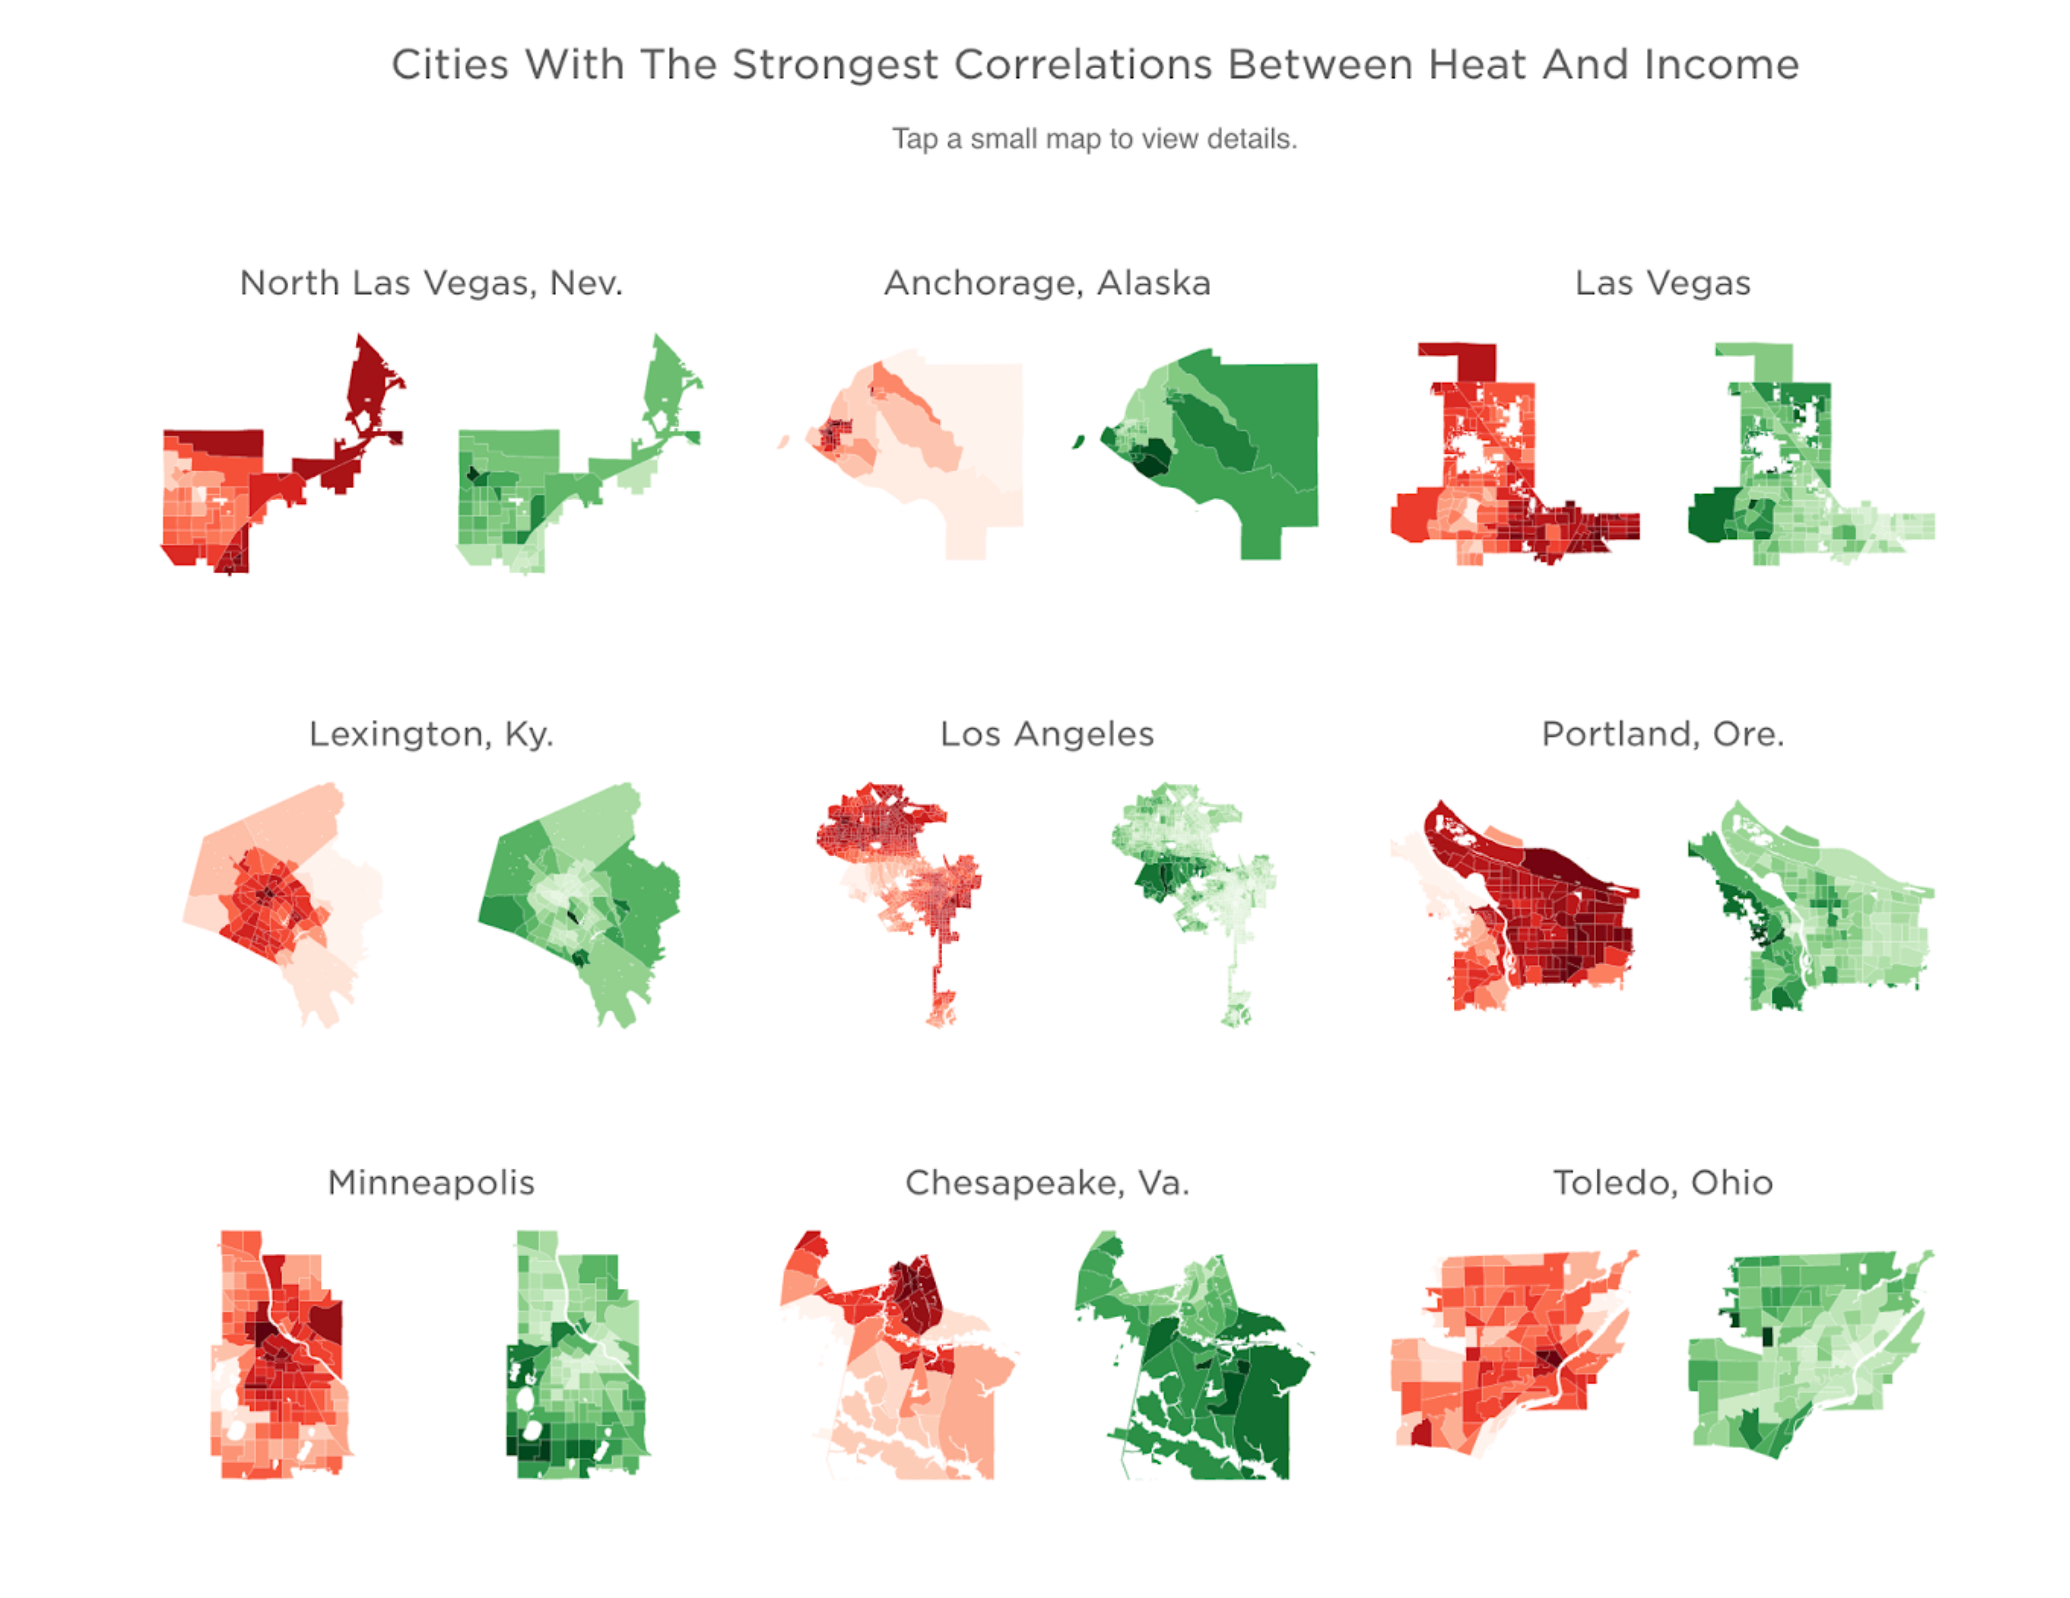 Cities With The Strongest Correlations Between Heat And Income
Tap a small map to view details.
North Las Vegas, Nev.
Anchorage, Alaska
Las Vegas
Lexington, Ky.
Los Angeles
Portland, Ore.
Minneapolis
Chesapeake, Va.
Toledo, Ohio